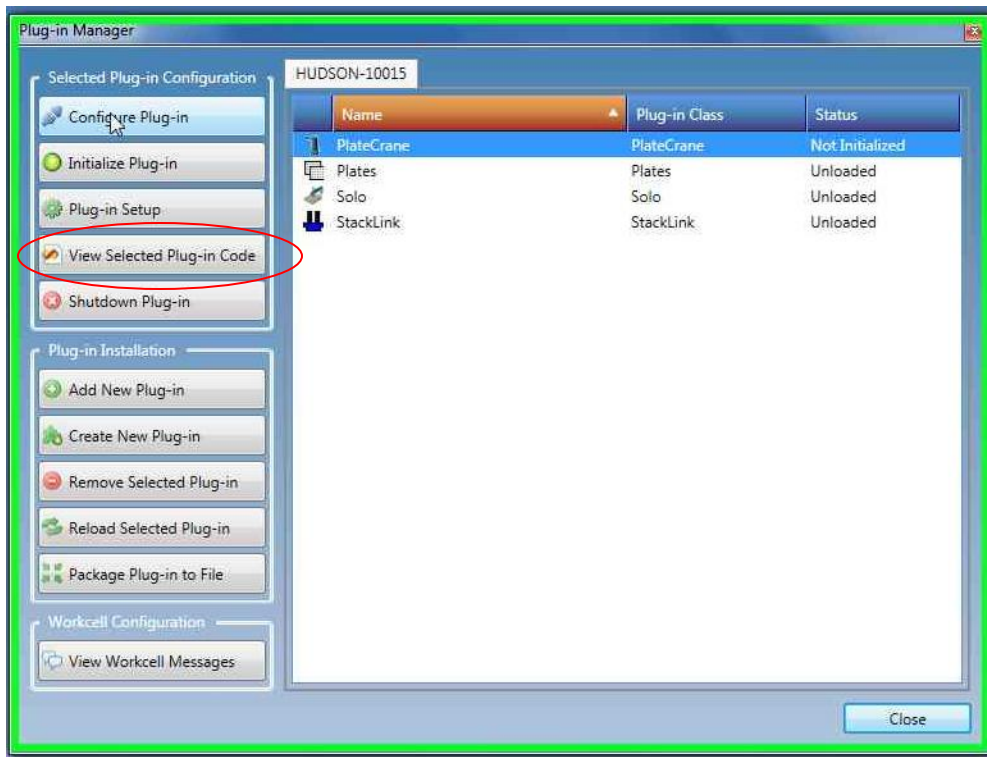 Plug-in Manager
Selected Plug-in Configuration
Configure Plug-in
Initialize Plug-in
Plug-in Setup
View Selected Plug-in Code
Shutdown Plug-in
Plug-in Installation
Add New Plug-in
Create New Plug-in
Remove Selected Plug-in
Reload Selected Plug-in
Package Plug-in to File
Workcell Configuration
View Workcell Messages
HUDSON-10015
Name Plug-in Class Status
PlateCrane PlateCrane Not Initialized
Plates Plates Unloaded
Solo Solo Unloaded
StackLink StackLink Unloaded
Close